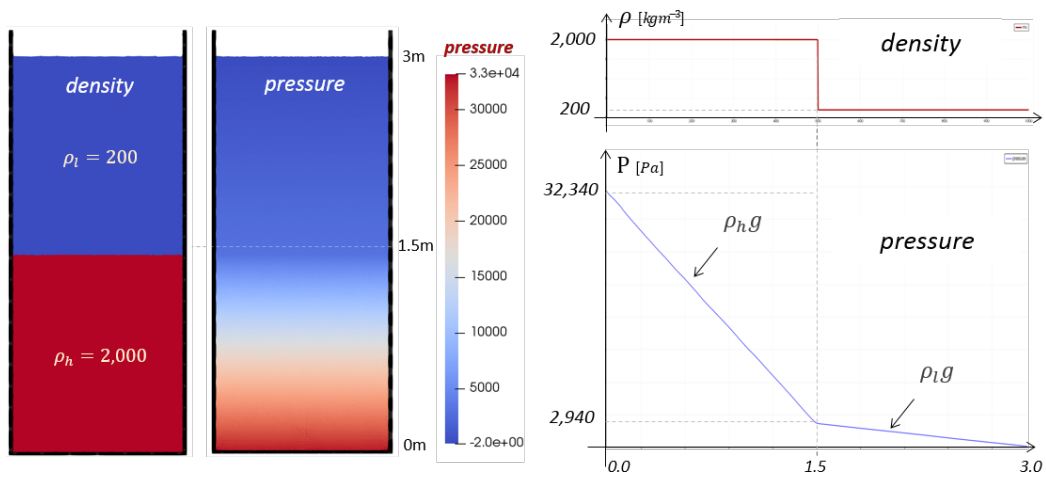 density
ρₗ = 200
ρₕ = 2,000
pressure
3m
1.5m
0m
pressure
3.3e+04
30000
25000
20000
15000
10000
5000
-2.0e+00
ρ [kgm⁻³]
2,000
200
density
P [Pa]
32,340
2,940
ρₕg
pressure
ρₗg
0.0
1.5
3.0